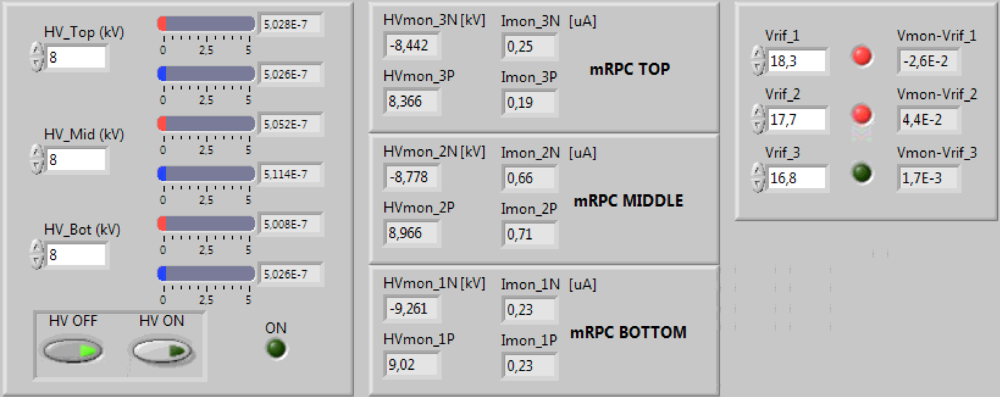 HV_Top (kV)
8
5,028E-7
0 2,5 5
5,026E-7
0 2,5 5
HV_Mid (kV)
8
5,052E-7
0 2,5 5
5,114E-7
0 2,5 5
HV_Bot (kV)
8
5,008E-7
0 2,5 5
5,026E-7
0 2,5 5
HV OFF HV ON
ON
HVmon_3N [kV] Imon_3N [uA]
-8,442 0,25
HVmon_3P Imon_3P
8,366 0,19
mRPC TOP
HVmon_2N [kV] Imon_2N [uA]
-8,778 0,66
HVmon_2P Imon_2P
8,966 0,71
mRPC MIDDLE
HVmon_1N [kV] Imon_1N [uA]
-9,261 0,23
HVmon_1P Imon_1P
9,02 0,23
mRPC BOTTOM
Vrif_1 Vmon-Vrif_1
18,3 -2,6E-2
Vrif_2 Vmon-Vrif_2
17,7 4,4E-2
Vrif_3 Vmon-Vrif_3
16,8 1,7E-3